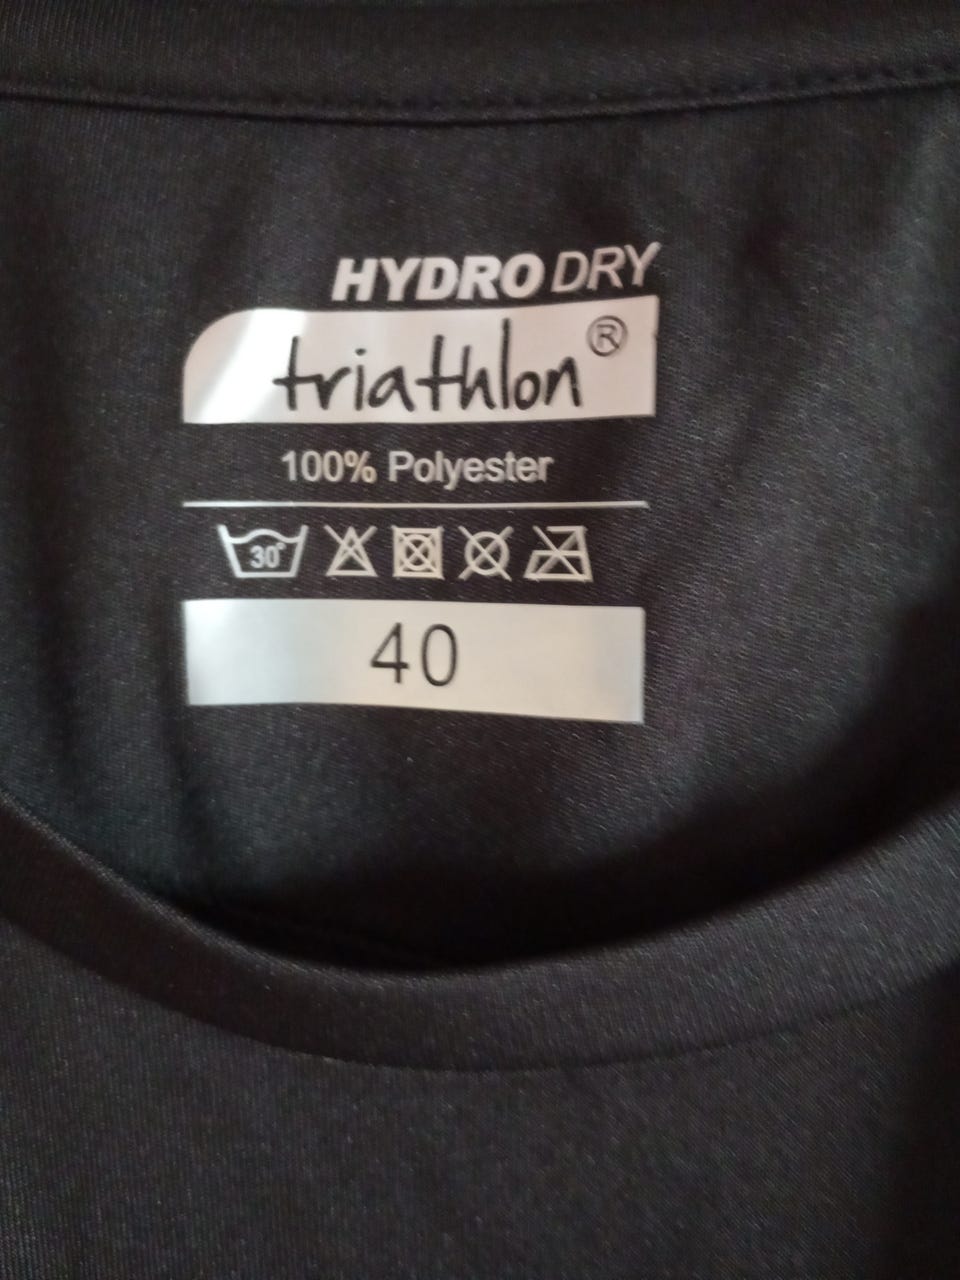 HYDRO DRY
triathlon®
100% Polyester
30°
40